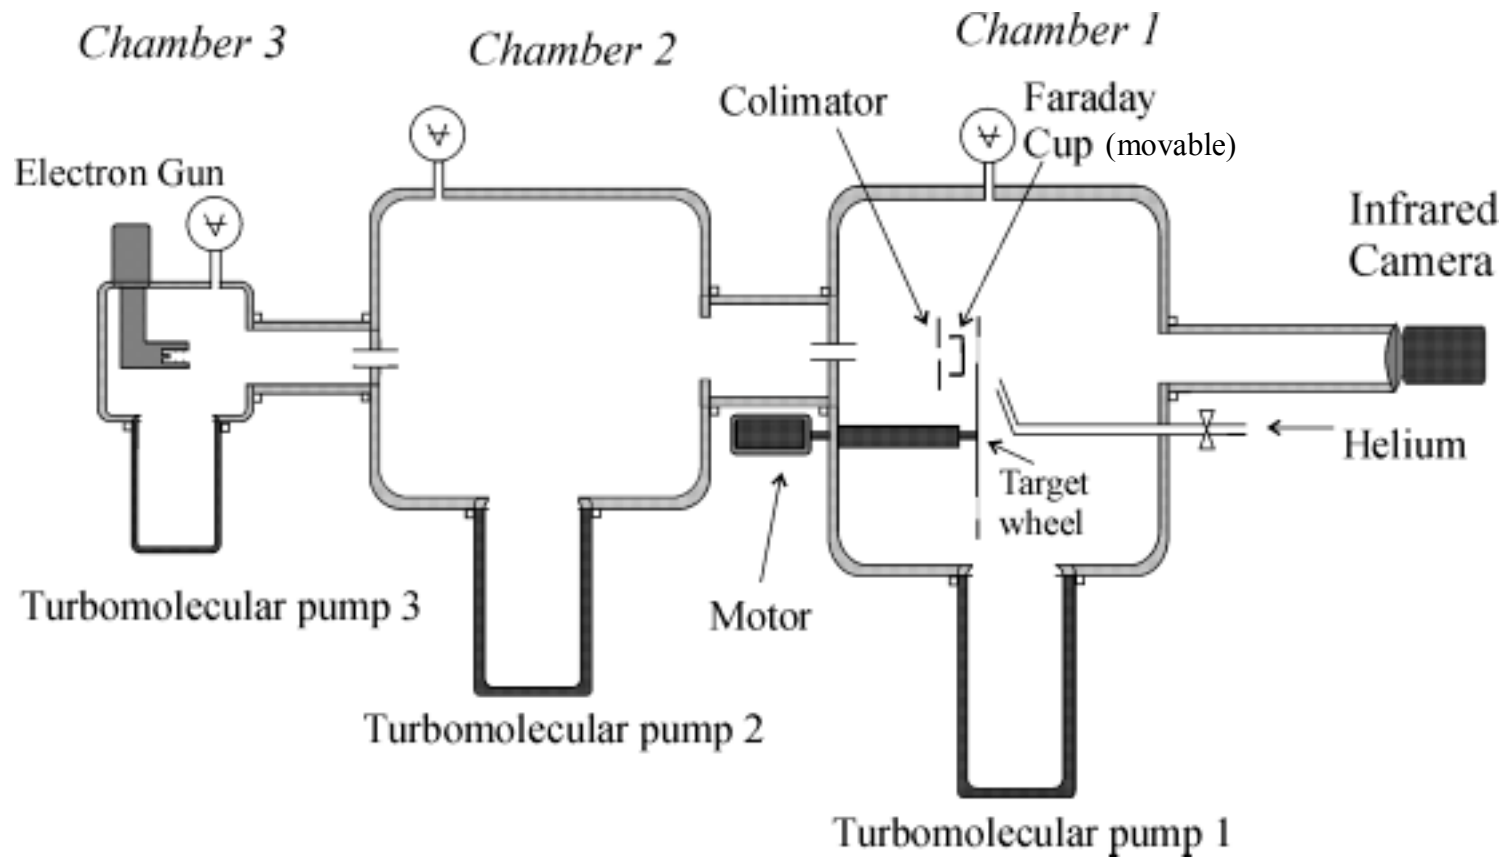 Chamber 3
Chamber 2
Chamber 1
Colimator
Faraday
Cup (movable)
Electron Gun
Infrared
Camera
Helium
Target
wheel
Motor
Turbomolecular pump 3
Turbomolecular pump 2
Turbomolecular pump 1